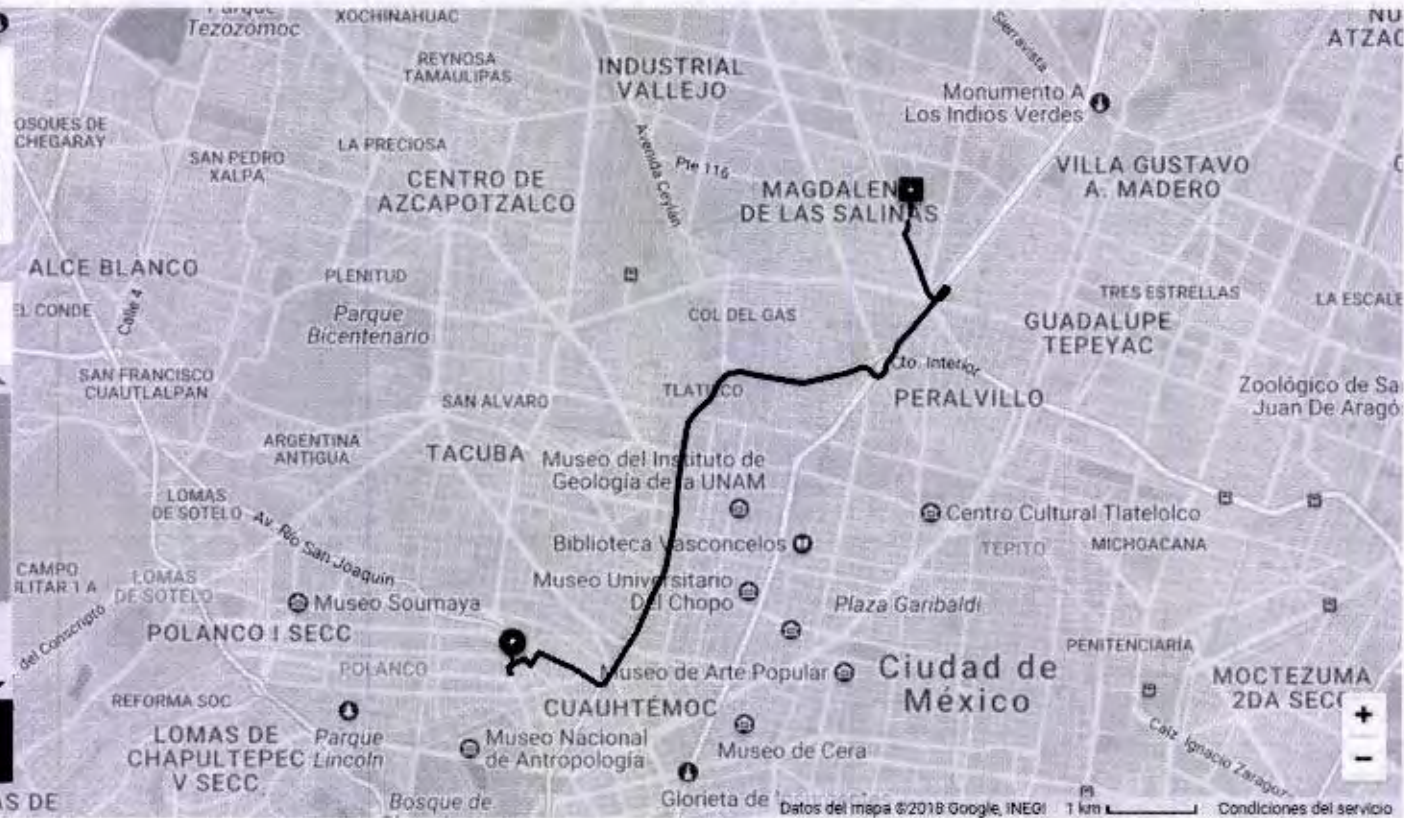 Parque
Tezozomoc
XOCHINAHUAC
REYNOSA
TAMAULIPAS
INDUSTRIAL
VALLEJO
Sierravista
NU
ATZAC
Monumento A
Los Indios Verdes
OSQUES DE
CHEGARAY
SAN PEDRO
XALPA
LA PRECIOSA
CENTRO DE
AZCAPOTZALCO
Avenida Ceylán
Pte 116
MAGDALEN
DE LAS SALINAS
VILLA GUSTAVO
A. MADERO
ALCE BLANCO
EL CONDE
Calle 4
PLENITUD
Parque
Bicentenario
COL DEL GAS
TRES ESTRELLAS
LA ESCALE
GUADALUPE
TEPEYAC
SAN FRANCISCO
CUAUTLALPAN
SAN ALVARO
Cto. Interior
PERALVILLO
Zoológico de Sa
Juan De Aragó
ARGENTINA
ANTIGUA
TACUBA
Museo del Instituto de
Geología de la UNAM
LOMAS
DE SOTELO
Av. Río San Joaquín
Centro Cultural Tlatelolco
Biblioteca Vasconcelos
TEPITO
MICHOACANA
CAMPO
ILITAR 1 A
LOMAS
DE SOTELO
Museo Soumaya
Museo Universitario
Del Chopo
Plaza Garibaldi
del Conscripto
POLANCO I SECC
POLANCO
Museo de Arte Popular
Ciudad de
México
PENITENCIARÍA
MOCTEZUMA
2DA SECC
REFORMA SOC
CUAUHTÉMOC
LOMAS DE
CHAPULTEPEC
V SECC
Parque
Lincoln
Museo Nacional
de Antropología
Museo de Cera
Calz. Ignacio Zaragoz
+
−
AS DE
Bosque de
Glorieta de
Datos del mapa ©2018 Google, INEGI
1 km
Condiciones del servicio